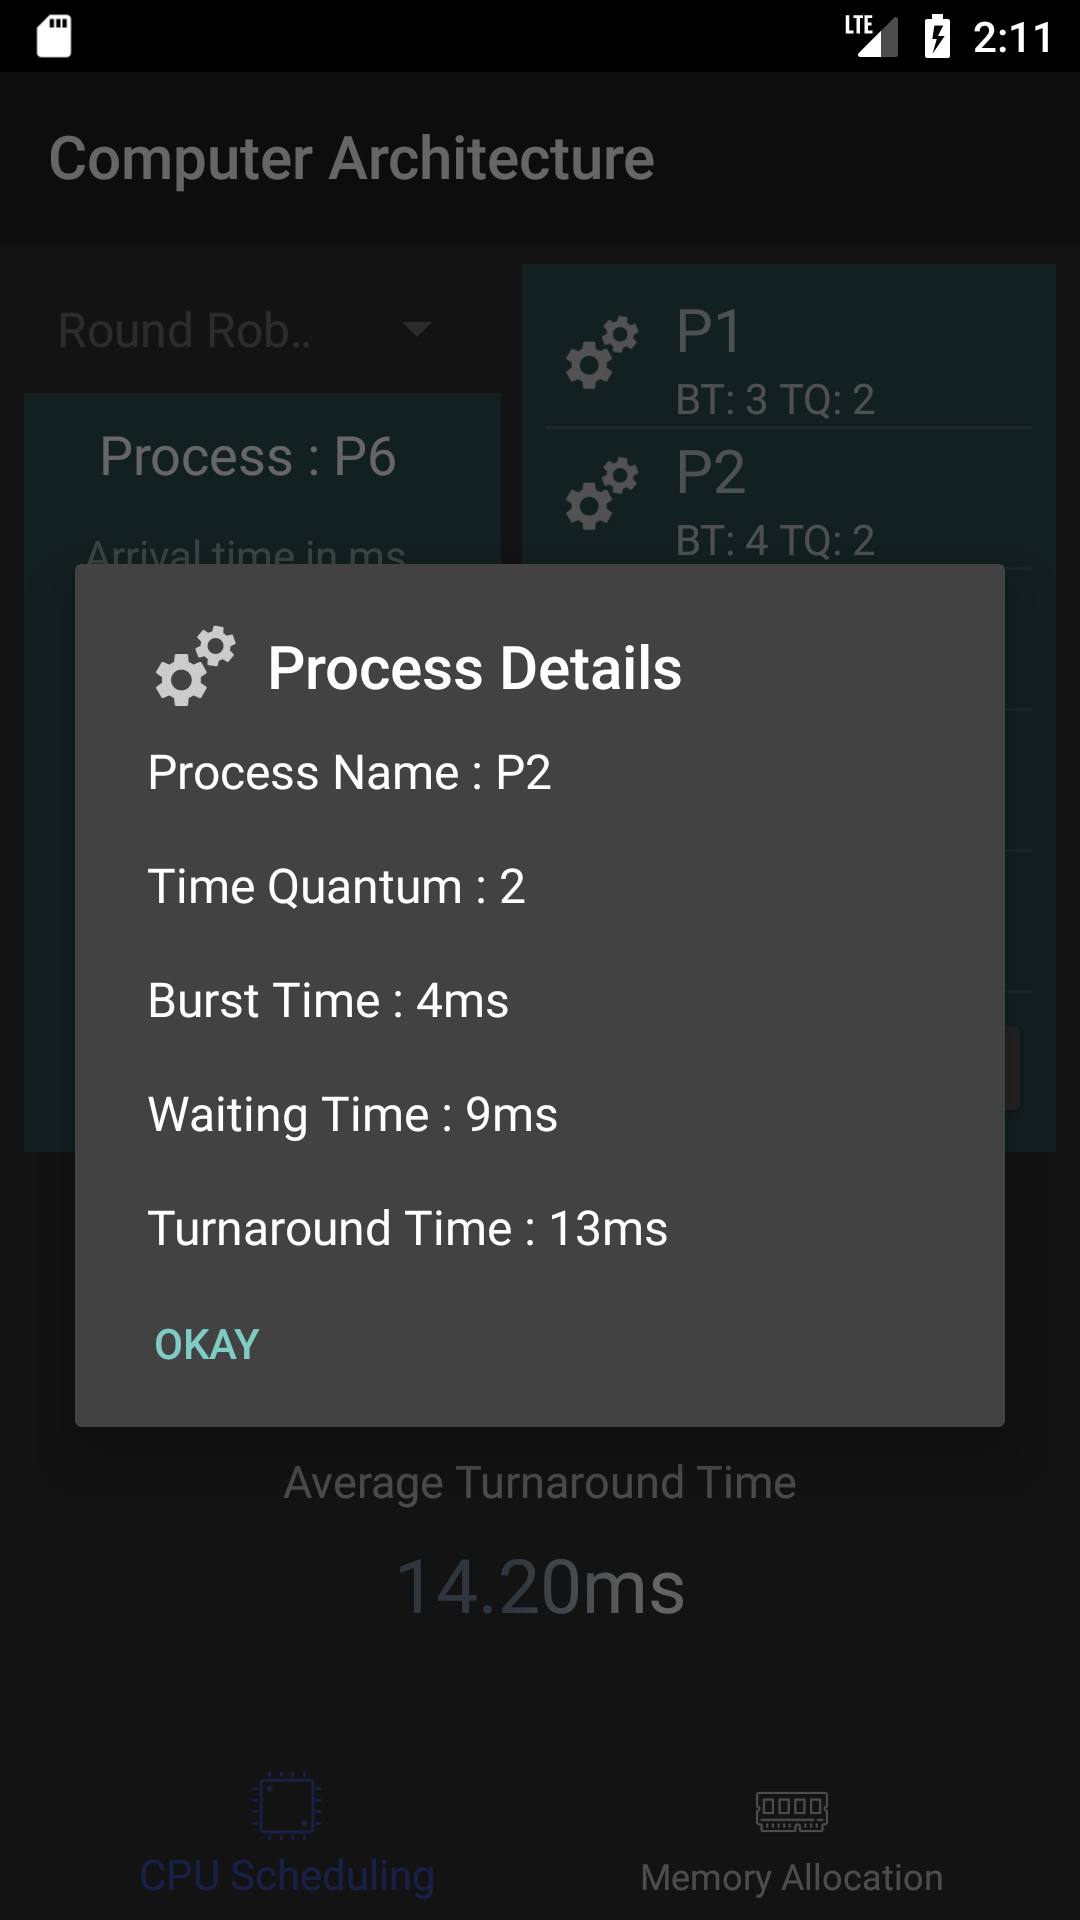 LTE 2:11
Computer Architecture
Round Rob..
P1
BT: 3 TQ: 2
Process : P6
P2
BT: 4 TQ: 2
Arrival time in ms
Process Details
Process Name : P2
Time Quantum : 2
Burst Time : 4ms
Waiting Time : 9ms
Turnaround Time : 13ms
OKAY
Average Turnaround Time
14.20ms
CPU Scheduling
Memory Allocation